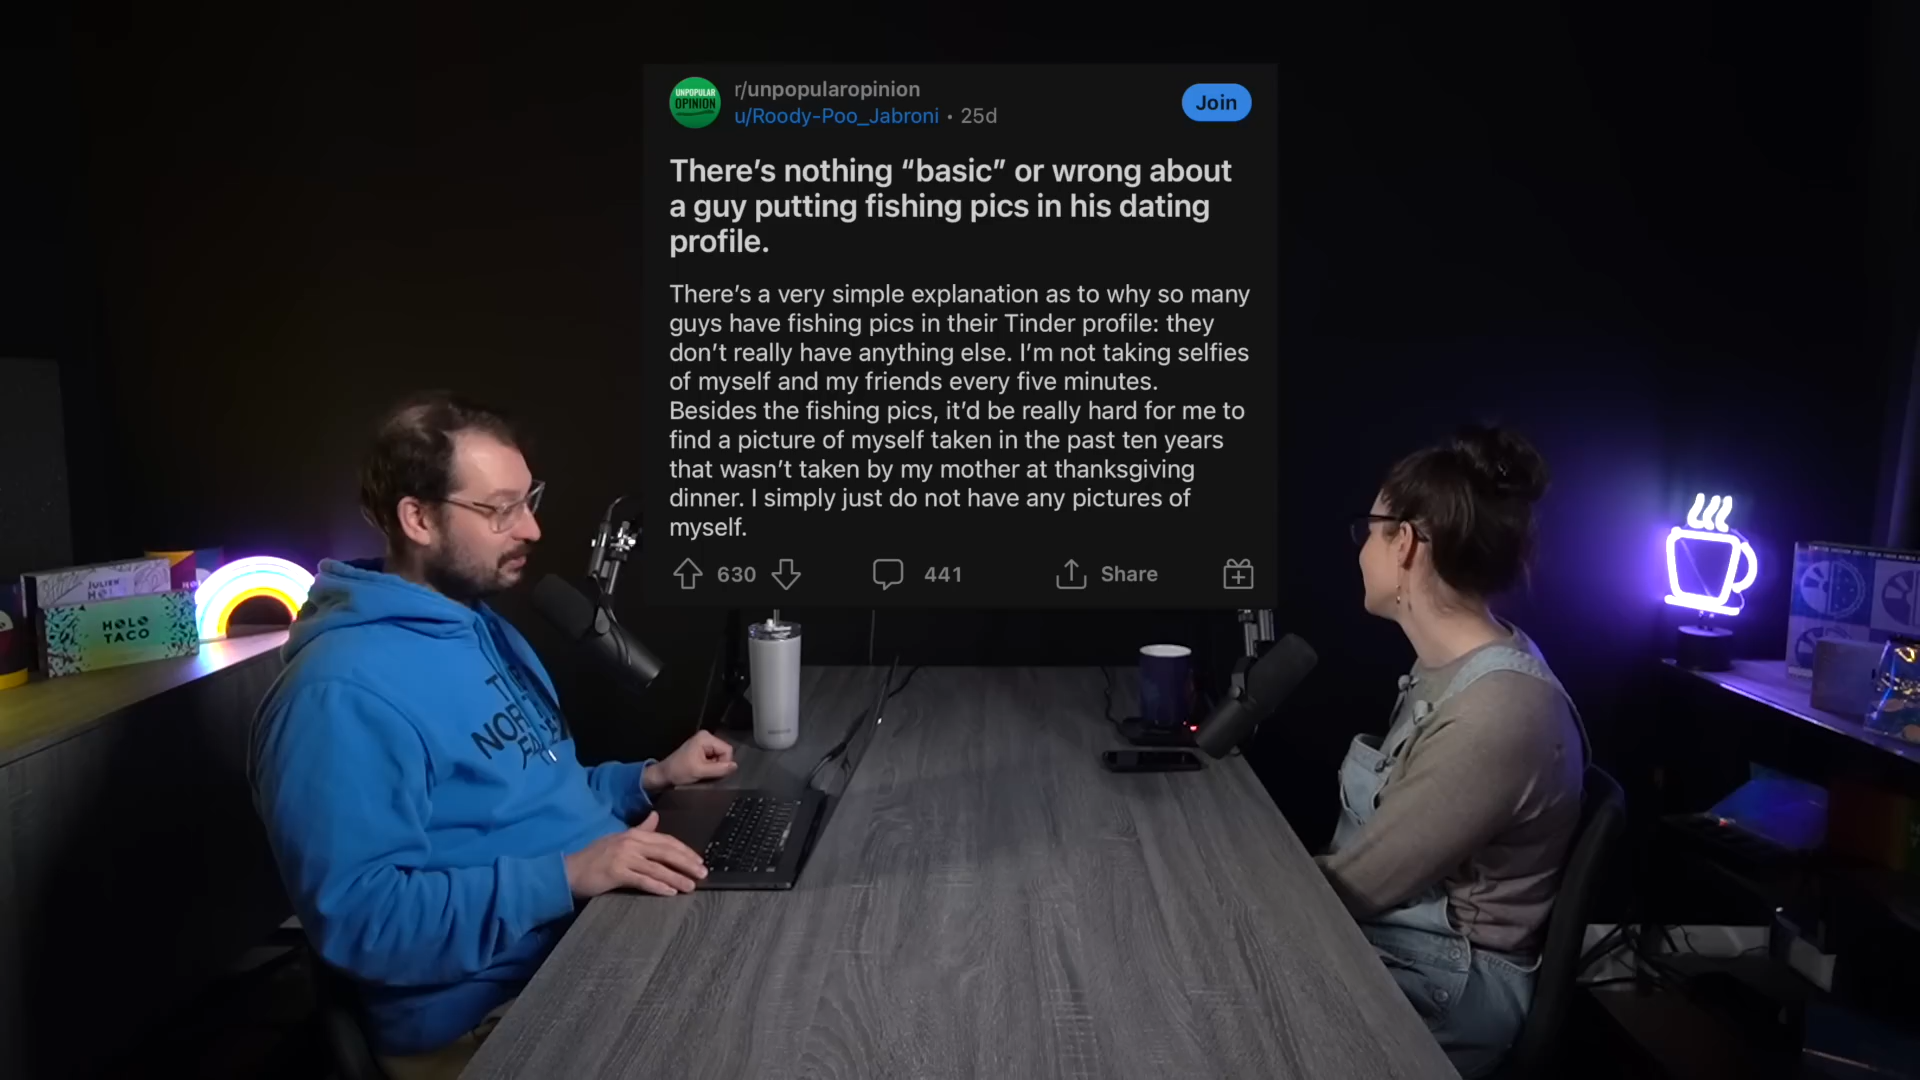 UNPOPULAR
OPINION
r/unpopularopinion
u/Roody-Poo_Jabroni • 25d
Join
There’s nothing “basic” or wrong about
a guy putting fishing pics in his dating
profile.
There’s a very simple explanation as to why so many
guys have fishing pics in their Tinder profile: they
don’t really have anything else. I’m not taking selfies
of myself and my friends every five minutes.
Besides the fishing pics, it’d be really hard for me to
find a picture of myself taken in the past ten years
that wasn’t taken by my mother at thanksgiving
dinner. I simply just do not have any pictures of
myself.
630
441
Share
JULIEN
HOLO
TACO